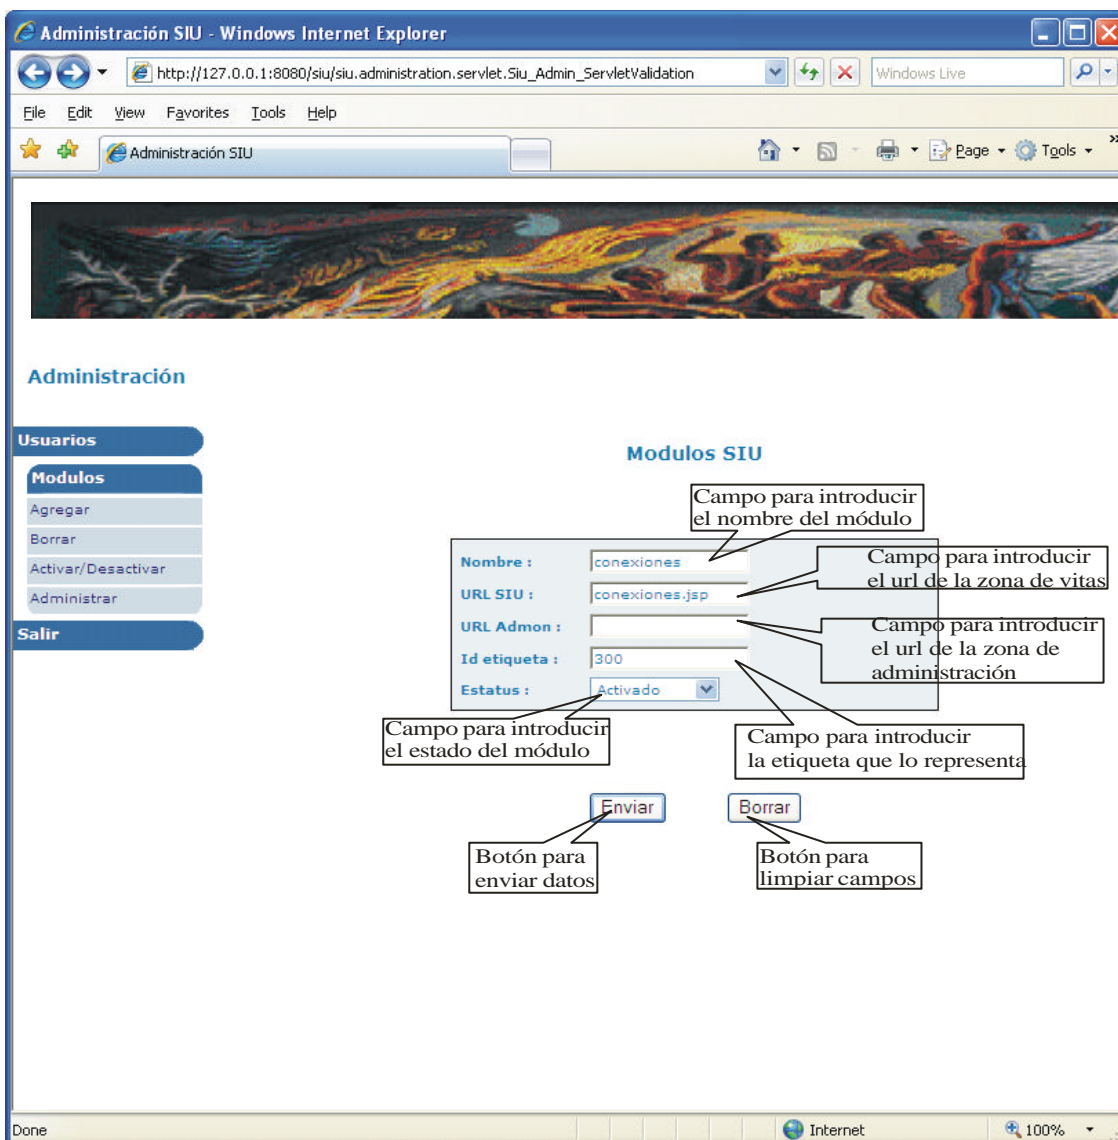 Administración SIU - Windows Internet Explorer
http://127.0.0.1:8080/siu/siu.administration.servlet.Siu_Admin_ServletValidation
Windows Live
File Edit View Favorites Tools Help
Administración SIU
Page Tools
Administración
Usuarios
Modulos
Agregar
Borrar
Activar/Desactivar
Administrar
Salir
Modulos SIU
Campo para introducir
el nombre del módulo
Nombre : conexiones
Campo para introducir
el url de la zona de vitas
URL SIU : conexiones.jsp
URL Admon :
Campo para introducir
el url de la zona de
administración
Id etiqueta : 300
Estatus : Activado
Campo para introducir
el estado del módulo
Campo para introducir
la etiqueta que lo representa
Enviar Borrar
Botón para
enviar datos
Botón para
limpiar campos
Done Internet 100%